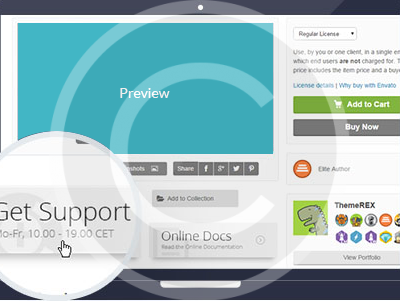 Regular License
Use, by you or one client, in a single en
which end users are not charged for. T
price includes the item price and a buye
License details | Why buy with Envato
Add to Cart
Buy Now
Preview
Share
Elite Author
Add to Collection
Get Support
Mo-Fr, 10.00 - 19.00 CET
Online Docs
Read the Online Documentation
ThemeREX
View Portfolio